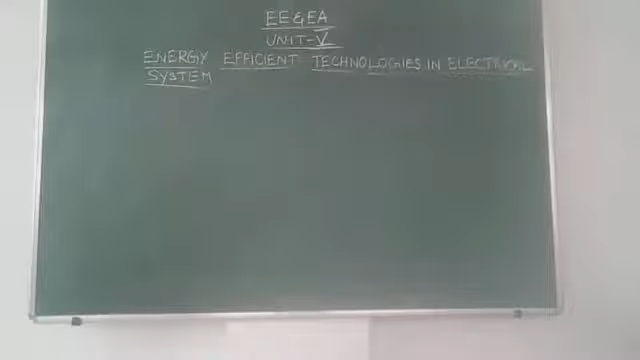 EE&EA
UNIT-V
ENERGY EFFICIENT TECHNOLOGIES IN ELECTRICAL
SYSTEM